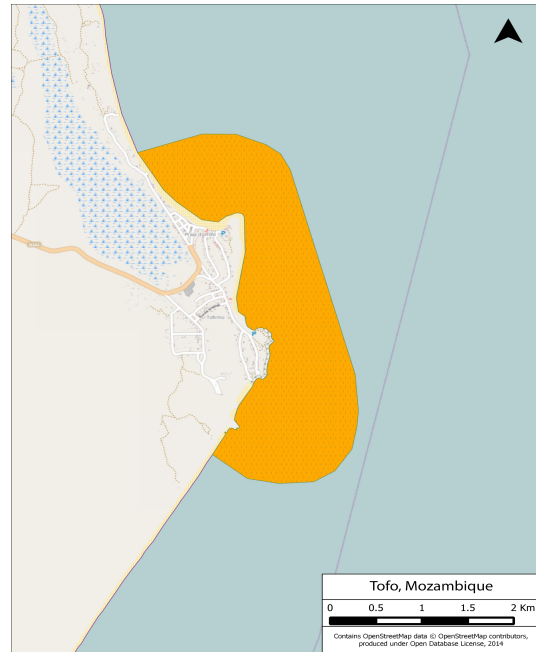 Tofo, Mozambique
0 0.5 1 1.5 2 Km
Contains OpenStreetMap data © OpenStreetMap contributors,
produced under Open Database License, 2014